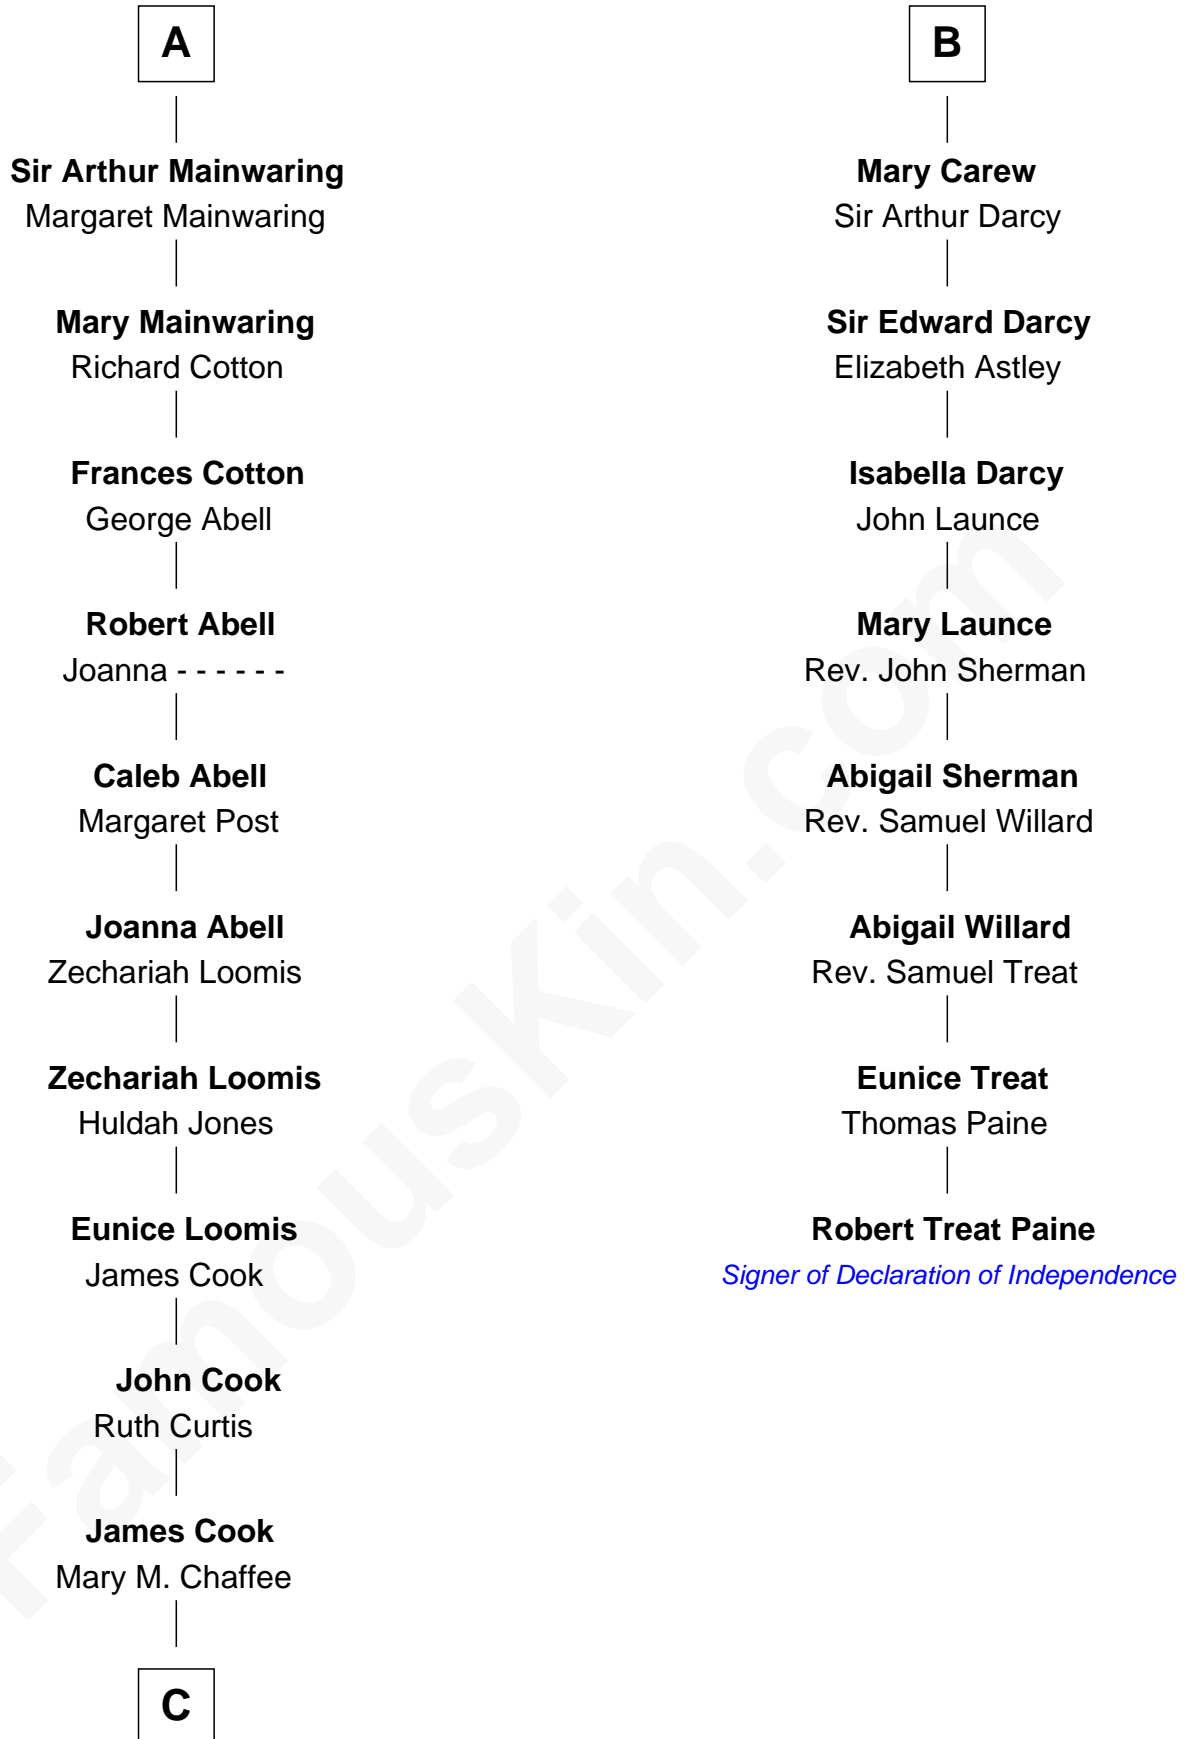 A
Sir Arthur Mainwaring
Margaret Mainwaring
Mary Mainwaring
Richard Cotton
Frances Cotton
George Abell
Robert Abell
Joanna - - - - - -
Caleb Abell
Margaret Post
Joanna Abell
Zechariah Loomis
Zechariah Loomis
Huldah Jones
Eunice Loomis
James Cook
John Cook
Ruth Curtis
James Cook
Mary M. Chaffee
C
B
Mary Carew
Sir Arthur Darcy
Sir Edward Darcy
Elizabeth Astley
Isabella Darcy
John Launce
Mary Launce
Rev. John Sherman
Abigail Sherman
Rev. Samuel Willard
Abigail Willard
Rev. Samuel Treat
Eunice Treat
Thomas Paine
Robert Treat Paine
Signer of Declaration of Independence
FamousKin.com